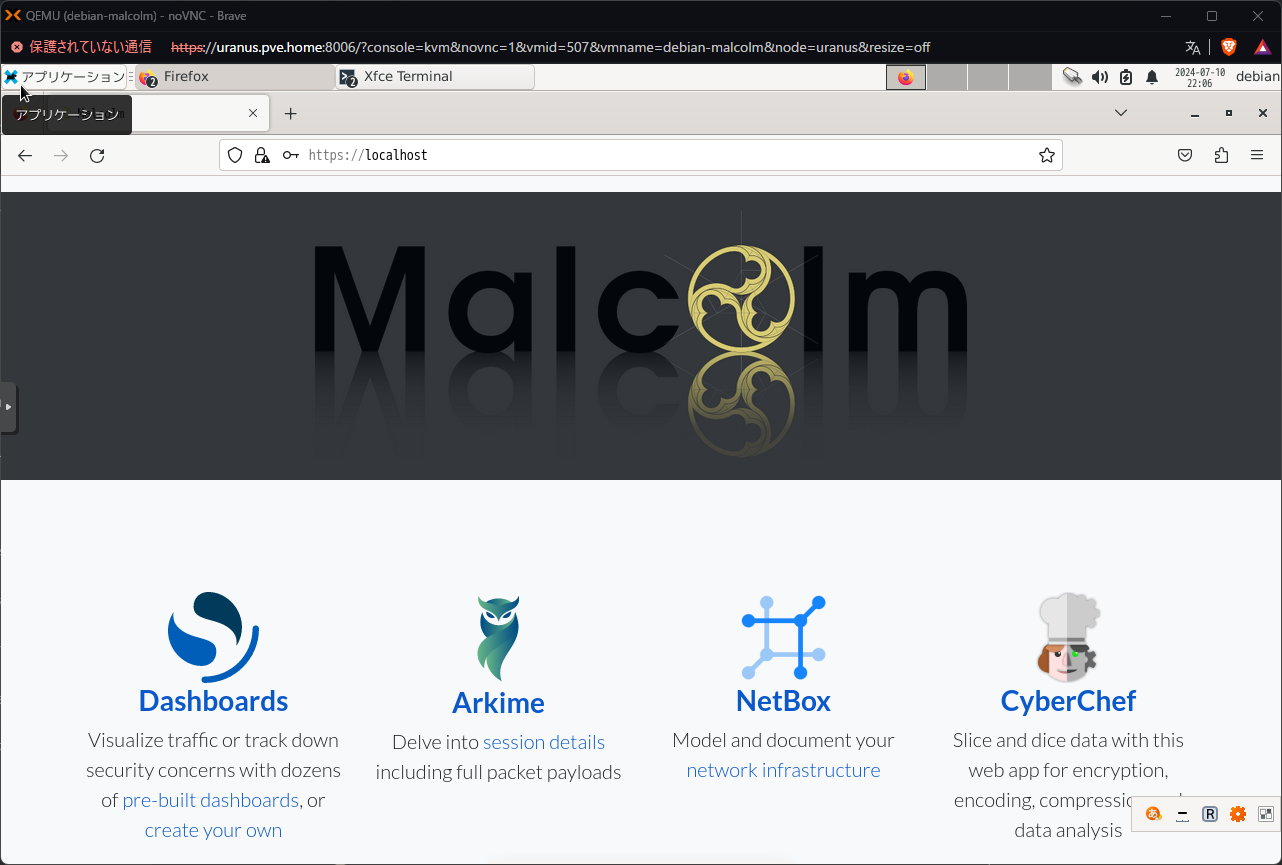 QEMU (debian-malcolm) - noVNC - Brave
保護されていない通信 https://uranus.pve.home:8006/?console=kvm&novnc=1&vmid=507&vmname=debian-malcolm&node=uranus&resize=off
アプリケーション Firefox Xfce Terminal 2024-07-10 debian
2 2 22:06
アプリケーション
https://localhost
Malcolm
Dashboards
Visualize traffic or track down
security concerns with dozens
of pre-built dashboards, or
create your own
Arkime
Delve into session details
including full packet payloads
NetBox
Model and document your
network infrastructure
CyberChef
Slice and dice data with this
web app for encryption,
encoding,
data analysis
あ R